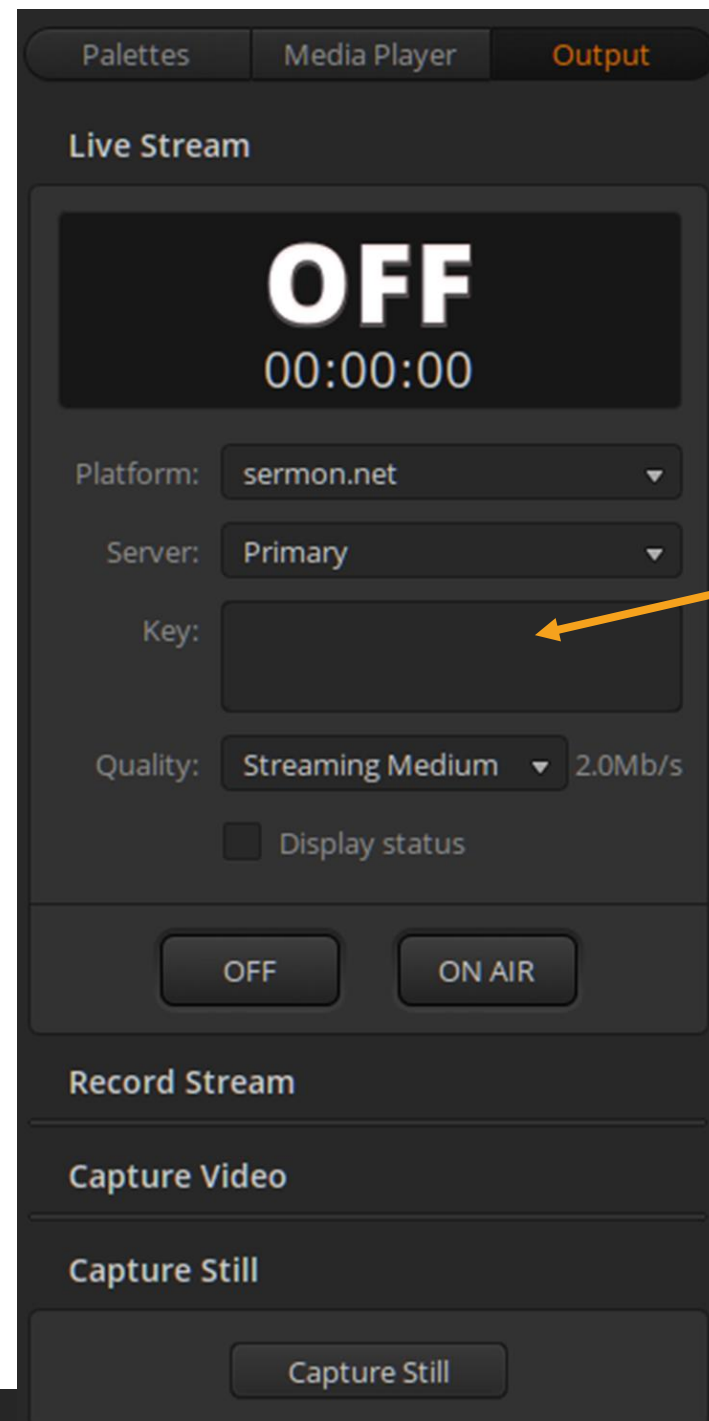 Palettes Media Player Output
Live Stream
OFF
00:00:00
Platform: sermon.net
Server: Primary
Key:
Quality: Streaming Medium 2.0Mb/s
Display status
OFF ON AIR
Record Stream
Capture Video
Capture Still
Capture Still